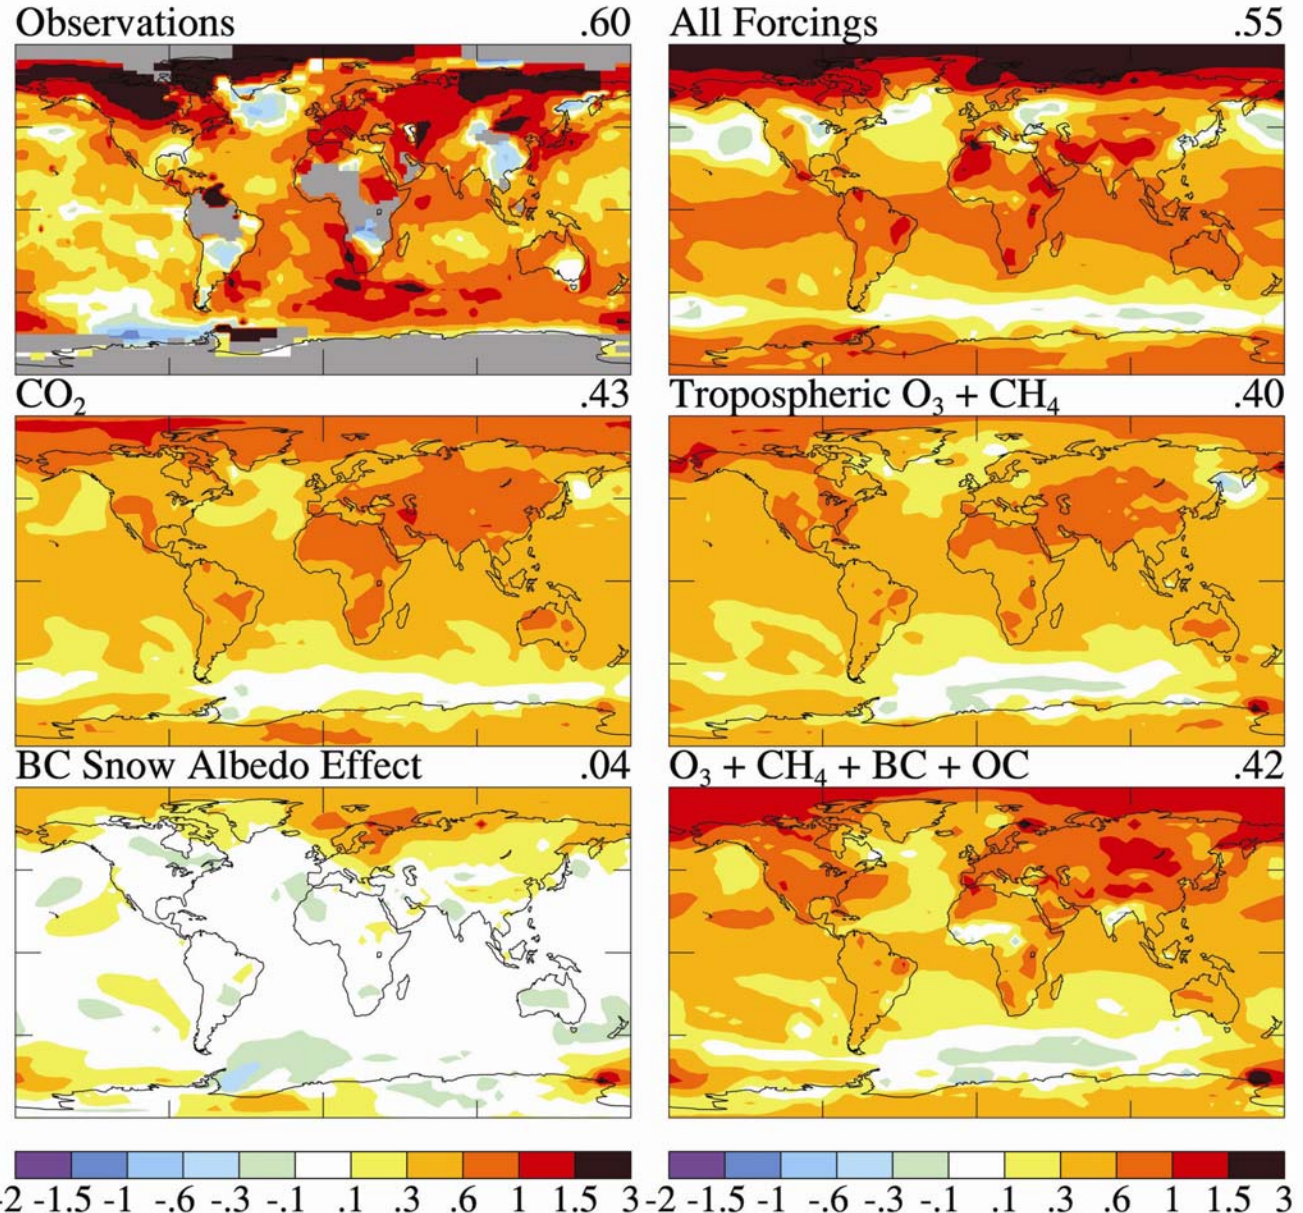 Observations .60
All Forcings .55
CO₂ .43
Tropospheric O₃ + CH₄ .40
BC Snow Albedo Effect .04
O₃ + CH₄ + BC + OC .42
-2 -1.5 -1 -.6 -.3 -.1 .1 .3 .6 1 1.5 3
-2 -1.5 -1 -.6 -.3 -.1 .1 .3 .6 1 1.5 3